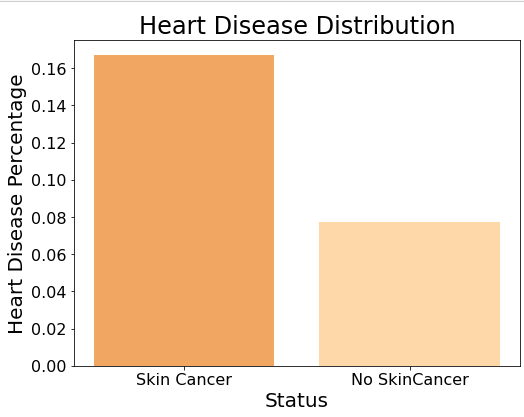 Heart Disease Distribution
Heart Disease Percentage
0.16
0.14
0.12
0.10
0.08
0.06
0.04
0.02
0.00
Skin Cancer
No SkinCancer
Status